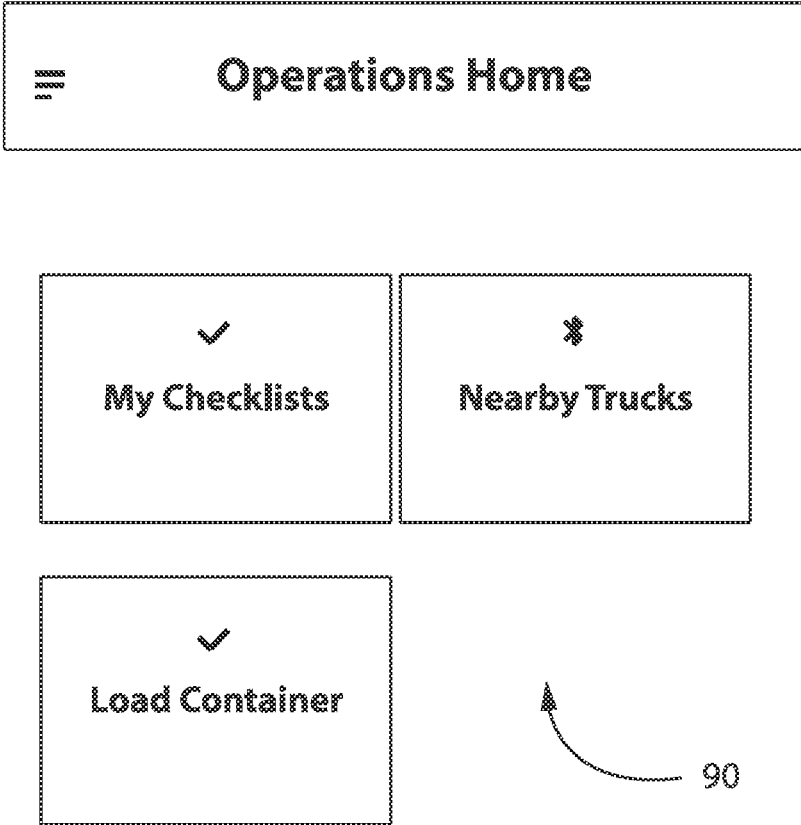 Operations Home
My Checklists
Nearby Trucks
Load Container
90